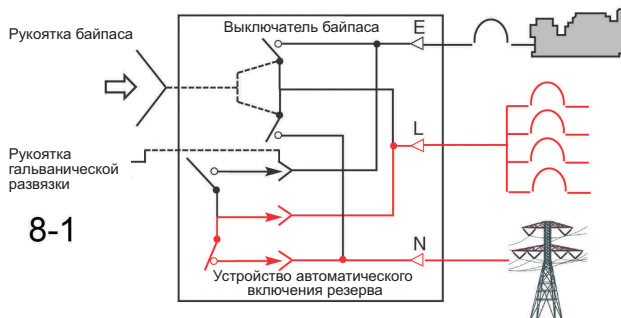 Рукоятка байпаса
Выключатель байпаса
E
L
Рукоятка
гальванической
развязки
8-1
N
Устройство автоматического
включения резерва